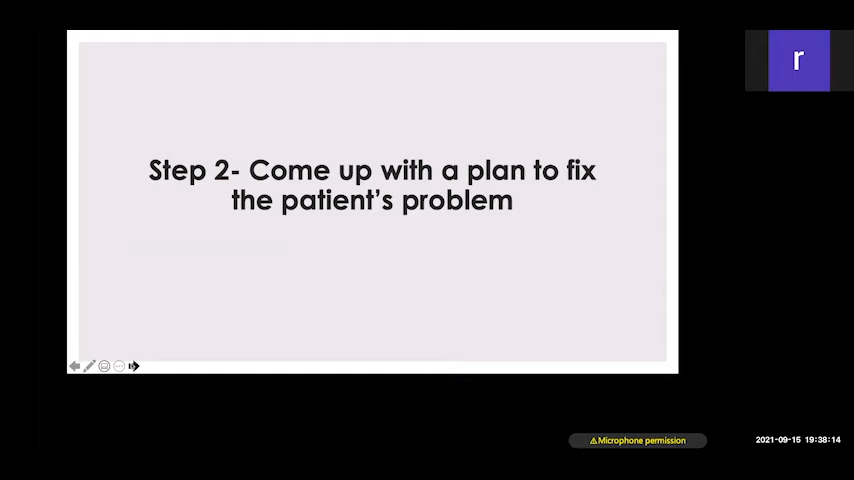 r
Step 2- Come up with a plan to fix
the patient’s problem
⚠Microphone permission
2021-09-15 19:38:14